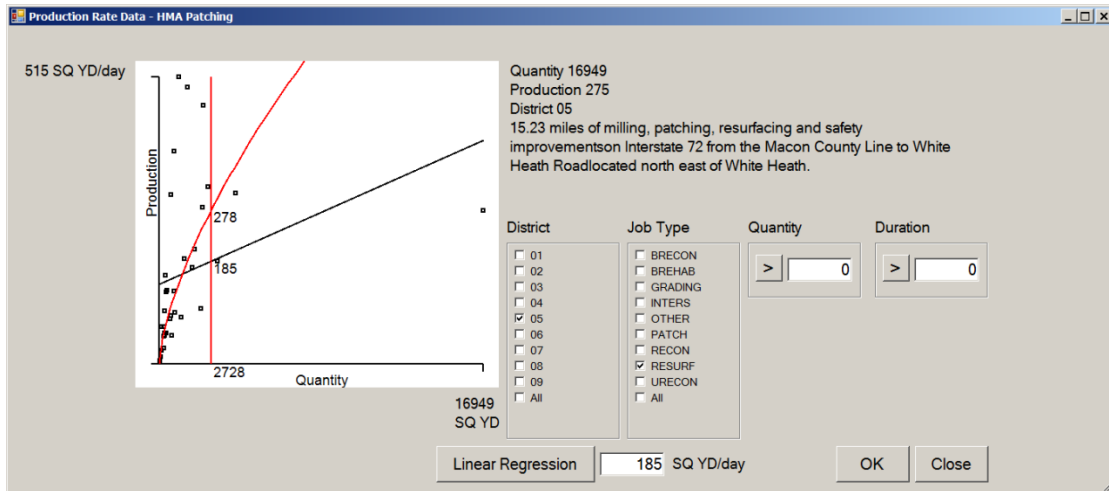 Production Rate Data - HMA Patching
515 SQ YD/day
Production
278
185
2728
Quantity
16949
SQ YD
Quantity 16949
Production 275
District 05
15.23 miles of milling, patching, resurfacing and safety
improvementson Interstate 72 from the Macon County Line to White
Heath Roadlocated north east of White Heath.
District
01
02
03
04
05
06
07
08
09
All
Job Type
BRECON
BREHAB
GRADING
INTERS
OTHER
PATCH
RECON
RESURF
URECON
All
Quantity
> 0
Duration
> 0
Linear Regression 185 SQ YD/day OK Close